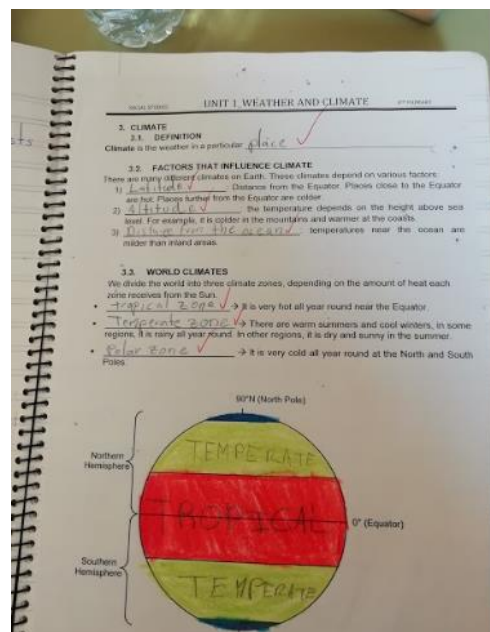 SOCIAL STUDIES UNIT 1. WEATHER AND CLIMATE
3. CLIMATE
3.1. DEFINITION
Climate is the weather in a particular place
3.2. FACTORS THAT INFLUENCE CLIMATE
There are many different climates on Earth. These climates depend on various factors:
1) Latitude: Distance from the Equator. Places close to the Equator
are hot. Places further from the Equator are colder.
2) Altitude: the temperature depends on the height above sea
level. For example, it is colder in the mountains and warmer at the coasts.
3) Distance from the ocean: temperatures near the ocean are
milder than inland areas.
3.3. WORLD CLIMATES
We divide the world into three climate zones, depending on the amount of heat each
zone receives from the Sun.
• tropical zone → It is very hot all year round near the Equator.
• Temperate zone → There are warm summers and cool winters, in some
regions, it is rainy all year round. In other regions, it is dry and sunny in the summer.
• Polar zone → It is very cold all year round at the North and South
Poles.
90°N (North Pole)
TEMPERATE
Northern
Hemisphere
TROPICAL
0° (Equator)
Southern
Hemisphere
TEMPERATE